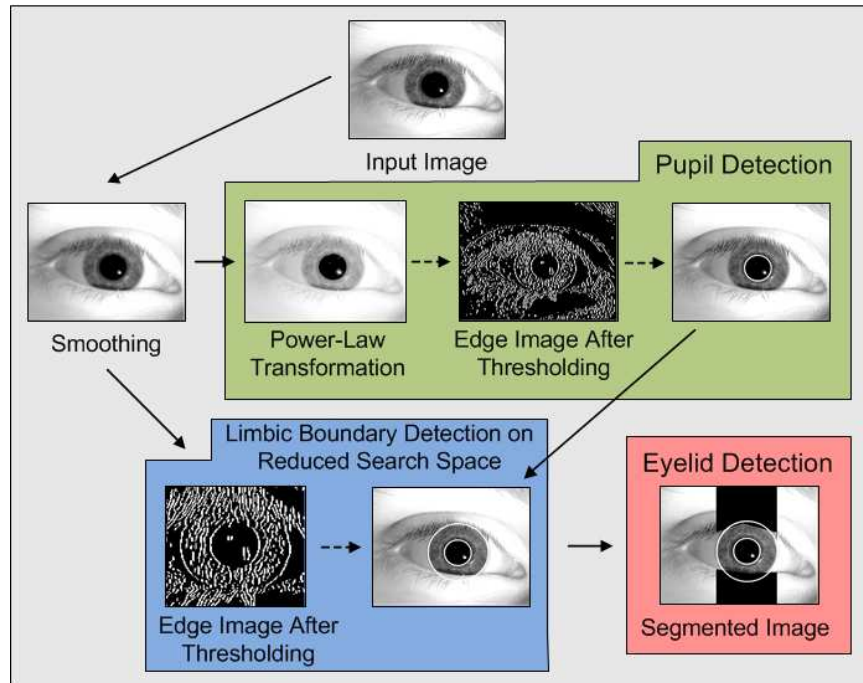 Input Image
Pupil Detection
Smoothing
Power-Law
Transformation
Edge Image After
Thresholding
Limbic Boundary Detection on
Reduced Search Space
Edge Image After
Thresholding
Eyelid Detection
Segmented Image